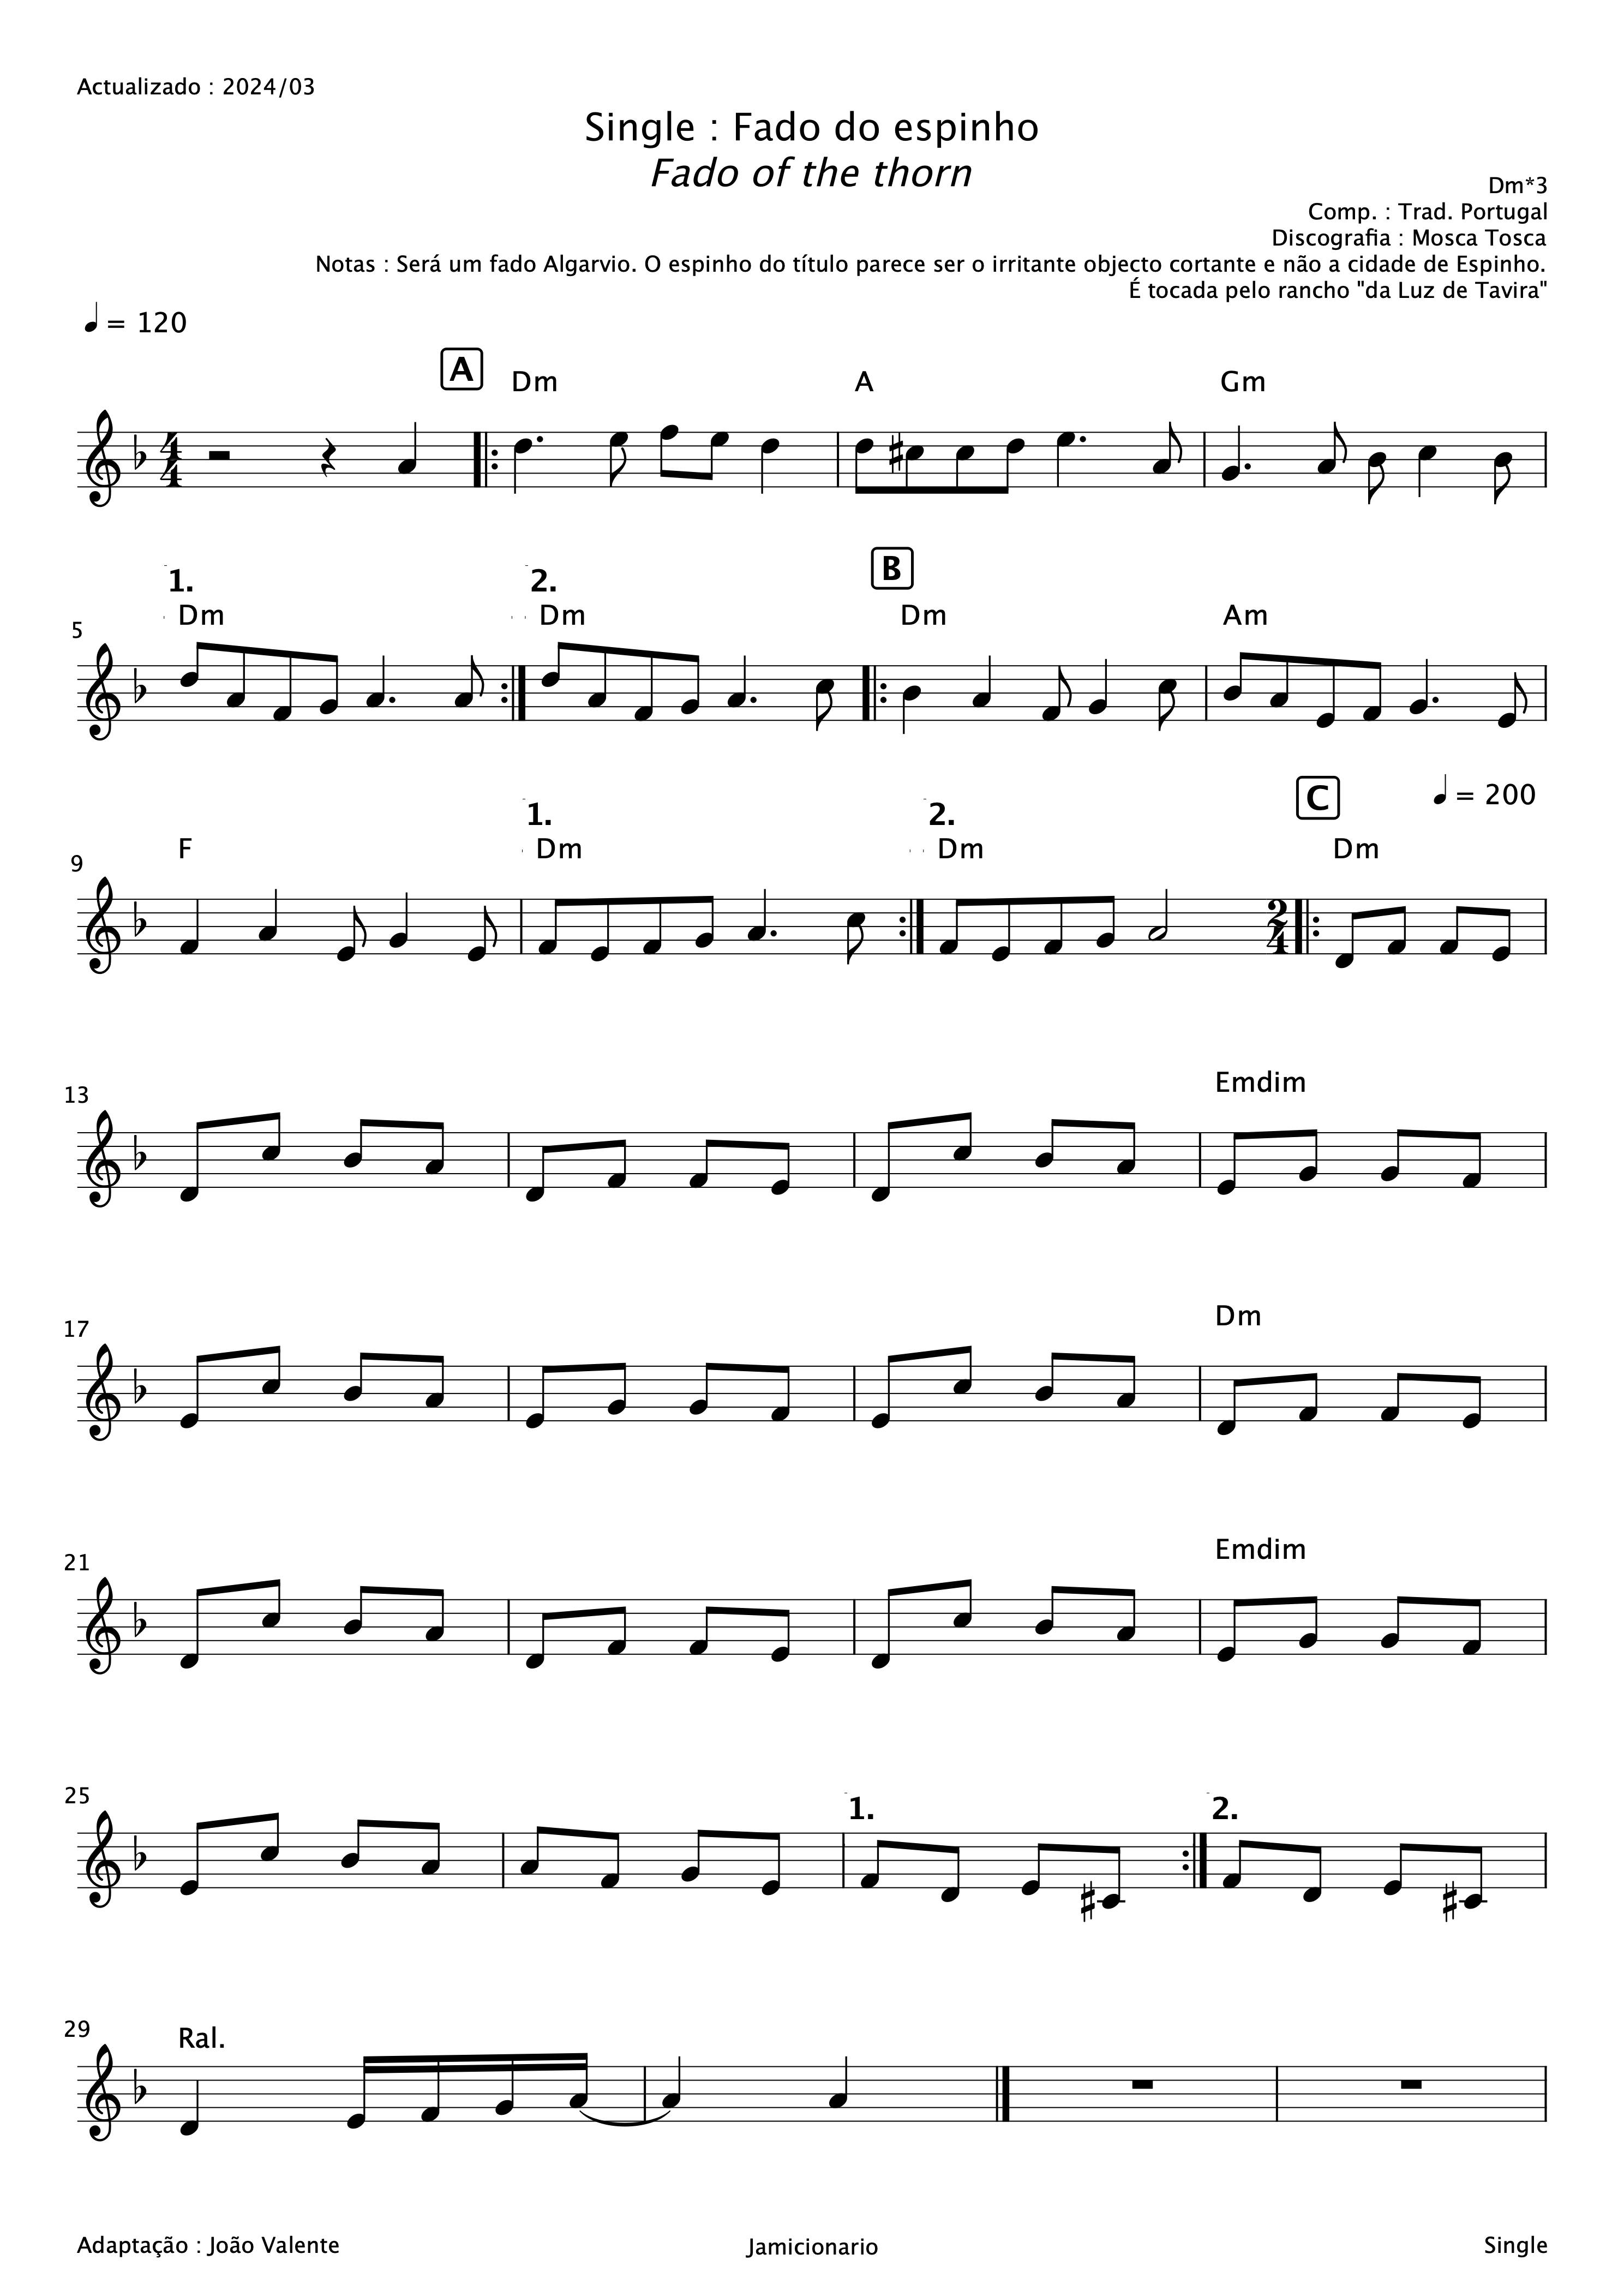 Actualizado : 2024/03
Single : Fado do espinho
Fado of the thorn
Dm*3
Comp. : Trad. Portugal
Discografia : Mosca Tosca
Notas : Será um fado Algarvio. O espinho do título parece ser o irritante objecto cortante e não a cidade de Espinho.
É tocada pelo rancho "da Luz de Tavira"
♩ = 120
A
Dm A Gm
4
4
B
1. 2.
Dm Dm Dm Am
5
C ♩ = 200
1. 2.
F Dm Dm Dm
9
2
4
Emdim
13
Dm
17
Emdim
21
1. 2.
25
Ral.
29
Adaptação : João Valente Jamicionario Single